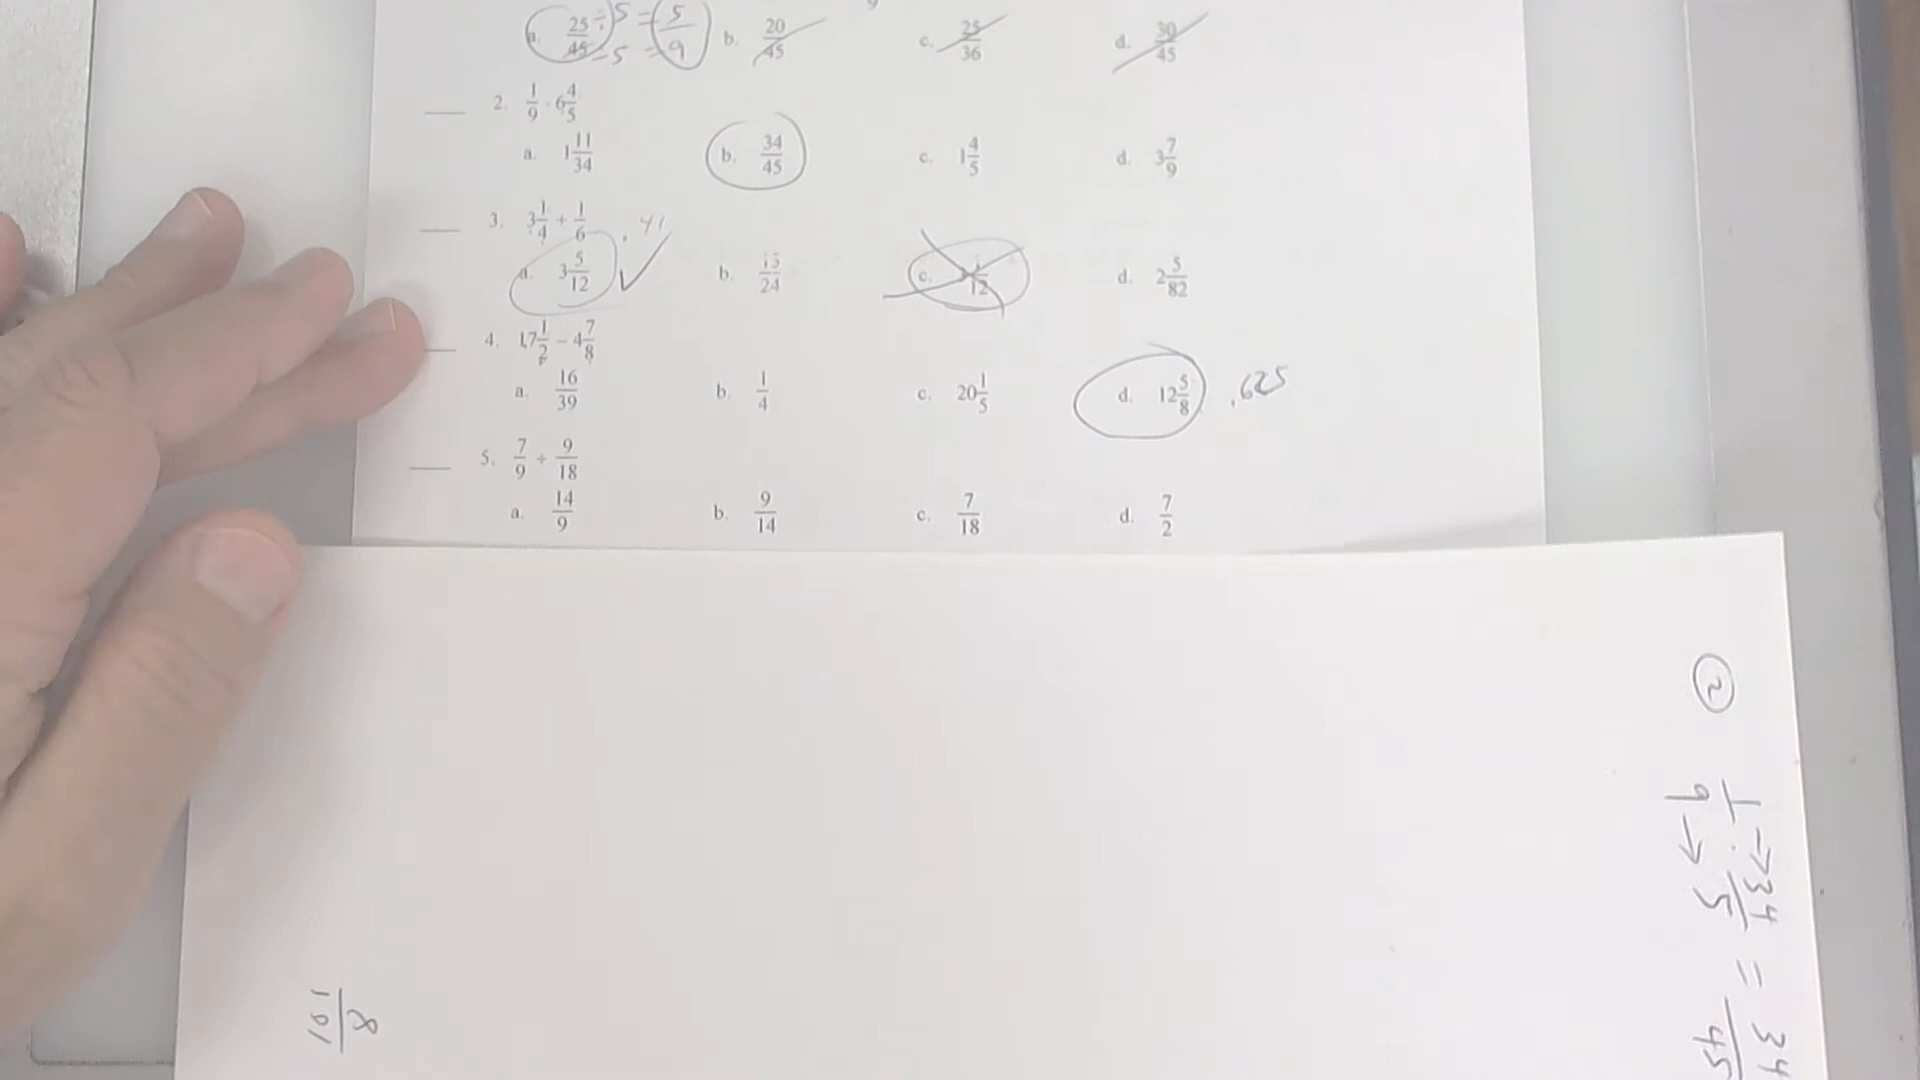 a. 25/45 ÷5 ÷5 = 5/9 b. 20/45 c. 25/36 d. 30/45
2. 1/9 · 6 4/5
a. 1 11/34 b. 34/45 c. 1 4/5 d. 3 7/9
3. 3 1/4 + 1/6 .41
a. 3 5/12 b. 15/24 c. d. 2 5/82
4. 17 1/2 − 4 7/8
a. 16/39 b. 1/4 c. 20 1/5 d. 12 5/8 .625
5. 7/9 ÷ 9/18
a. 14/9 b. 9/14 c. 7/18 d. 7/2
2
1/9 · 34/5 = 34/45
8/101